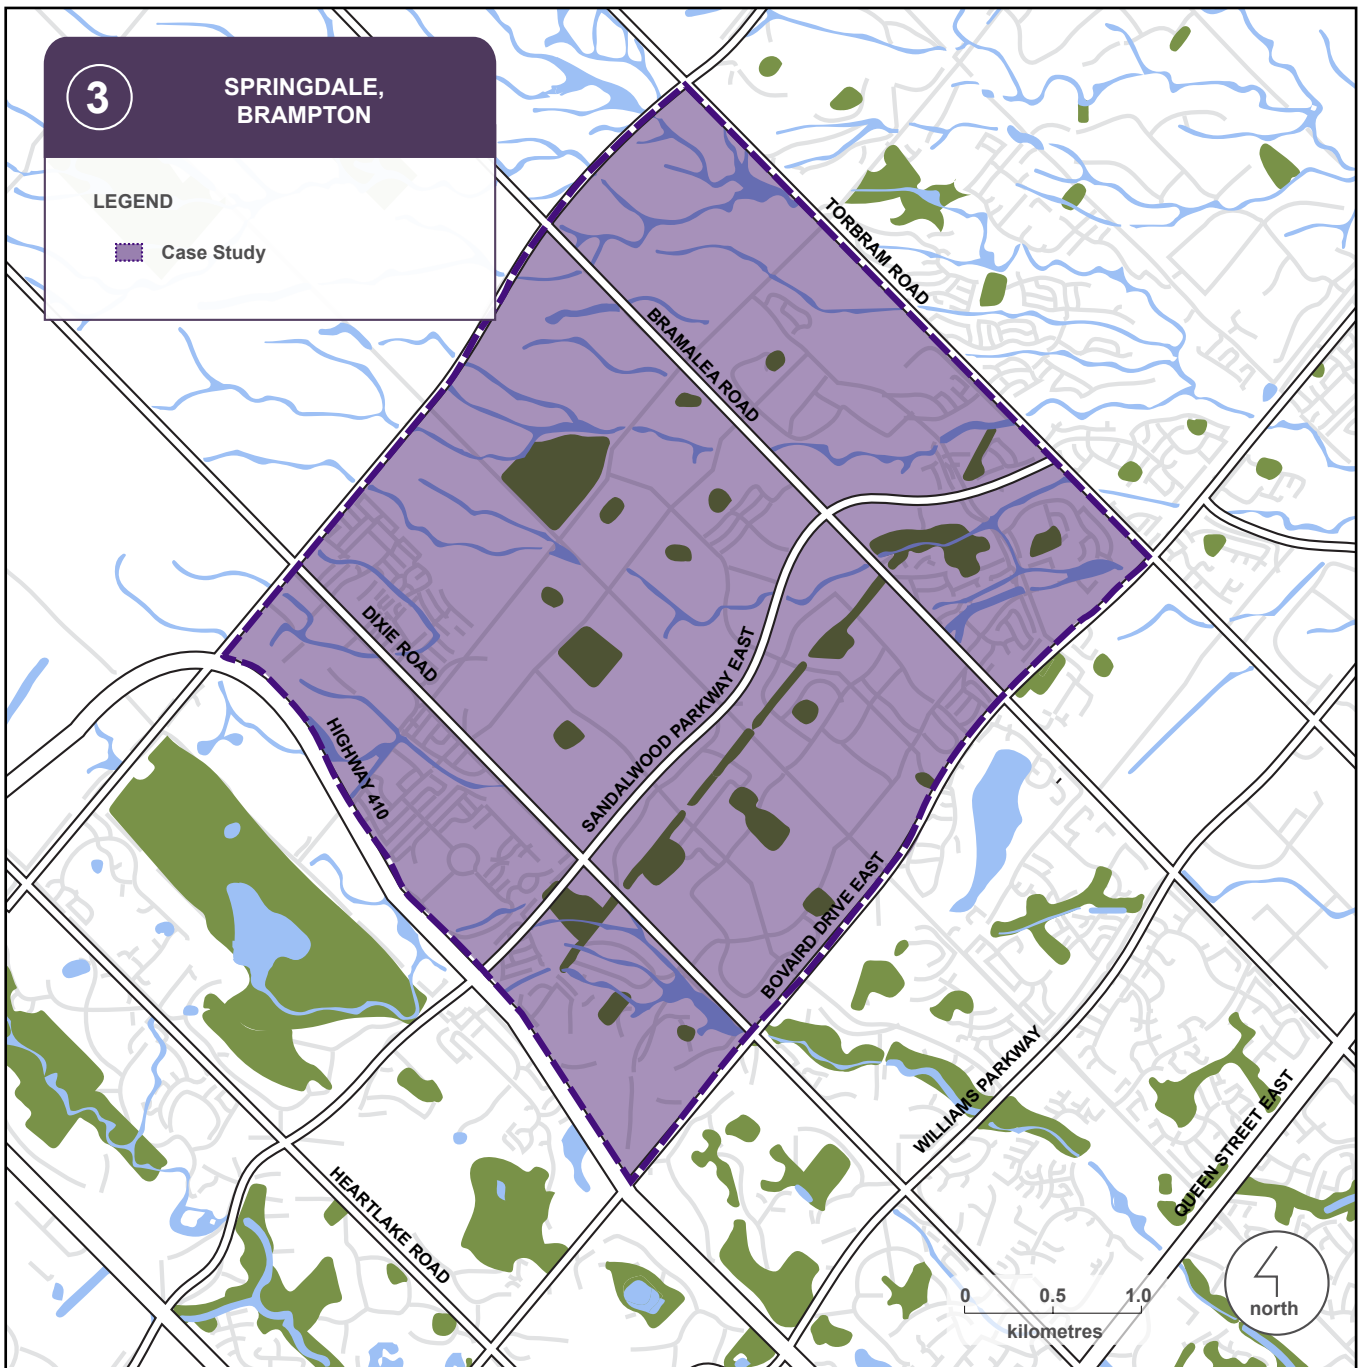 3
SPRINGDALE,
BRAMPTON
LEGEND
Case Study
TORBRAM ROAD
BRAMALEA ROAD
DIXIE ROAD
SANDALWOOD PARKWAY EAST
HIGHWAY 410
BOVAIRD DRIVE EAST
WILLIAMS PARKWAY
QUEEN STREET EAST
HEARTLAKE ROAD
0 0.5 1.0
kilometres
north